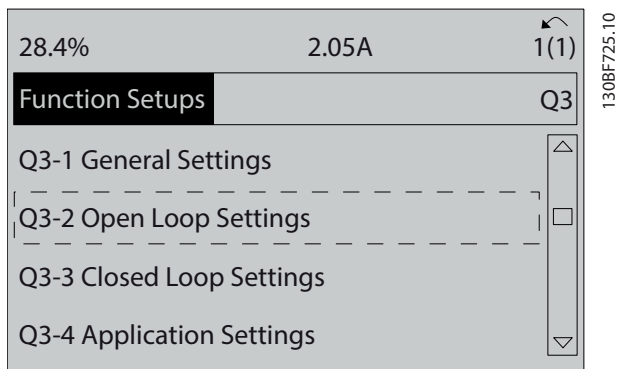 28.4% 2.05A 1(1)
Function Setups Q3
Q3-1 General Settings
Q3-2 Open Loop Settings
Q3-3 Closed Loop Settings
Q3-4 Application Settings
130BF725.10